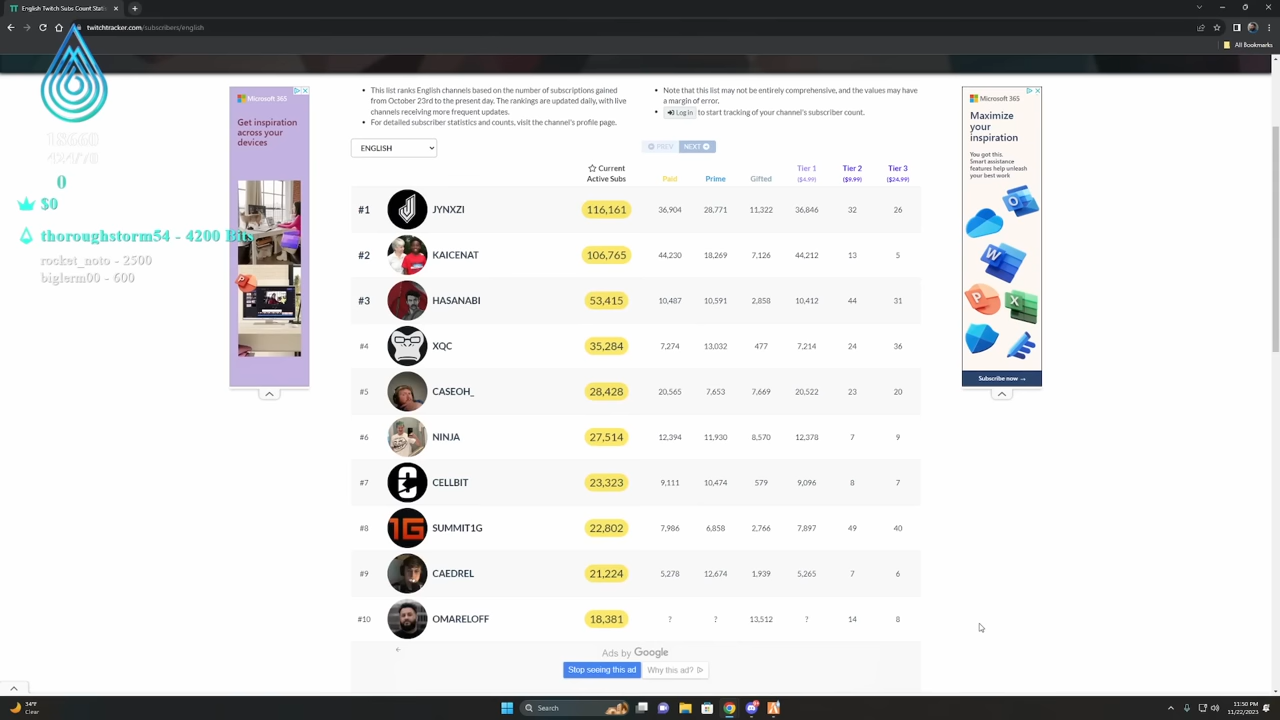 English Twitch Subs Count Stati
twitchtracker.com/subscribers/english
All Bookmarks
This list ranks English channels based on the number of subscriptions gained
from October 23rd to the present day. The rankings are updated daily, with live
channels receiving more frequent updates.
For detailed subscriber statistics and counts, visit the channel's profile page.
Note that this list may not be entirely comprehensive, and the values may have
a margin of error.
Log in to start tracking of your channel's subscriber count.
Microsoft 365
Get inspiration
across your
devices
Microsoft 365
Maximize
your
inspiration
You got this.
Smart assistance
features help unleash
your best work
Subscribe now →
18660
0
$0
thoroughstorm54 - 4200 Bits
rocket_noto - 2500
biglerm00 - 600
ENGLISH
PREV NEXT
Current Active Subs Paid Prime Gifted Tier 1 ($4.99) Tier 2 ($9.99) Tier 3 ($24.99)
#1 JYNXZI 116,161 36,904 28,771 11,322 36,846 32 26
#2 KAICENAT 106,765 44,230 18,269 7,126 44,212 13 5
#3 HASANABI 53,415 10,487 10,591 2,858 10,412 44 31
#4 XQC 35,284 7,274 13,032 477 7,214 24 36
#5 CASEOH_ 28,428 20,565 7,653 7,669 20,522 23 20
#6 NINJA 27,514 12,394 11,930 8,570 12,378 7 9
#7 CELLBIT 23,323 9,111 10,474 579 9,096 8 7
#8 SUMMIT1G 22,802 7,986 6,858 2,766 7,897 49 40
#9 CAEDREL 21,224 5,278 12,674 1,939 5,265 7 6
#10 OMARELOFF 18,381 ? ? 13,512 ? 14 8
Ads by Google
Stop seeing this ad Why this ad?
34°F
Clear
Search
11:50 PM
11/22/2023